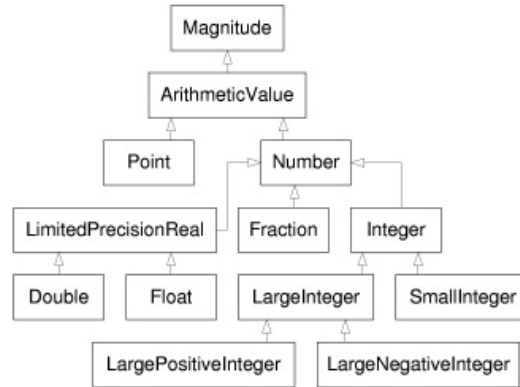 Magnitude
ArithmeticValue
Point
Number
LimitedPrecisionReal
Fraction
Integer
Double
Float
LargeInteger
SmallInteger
LargePositiveInteger
LargeNegativeInteger